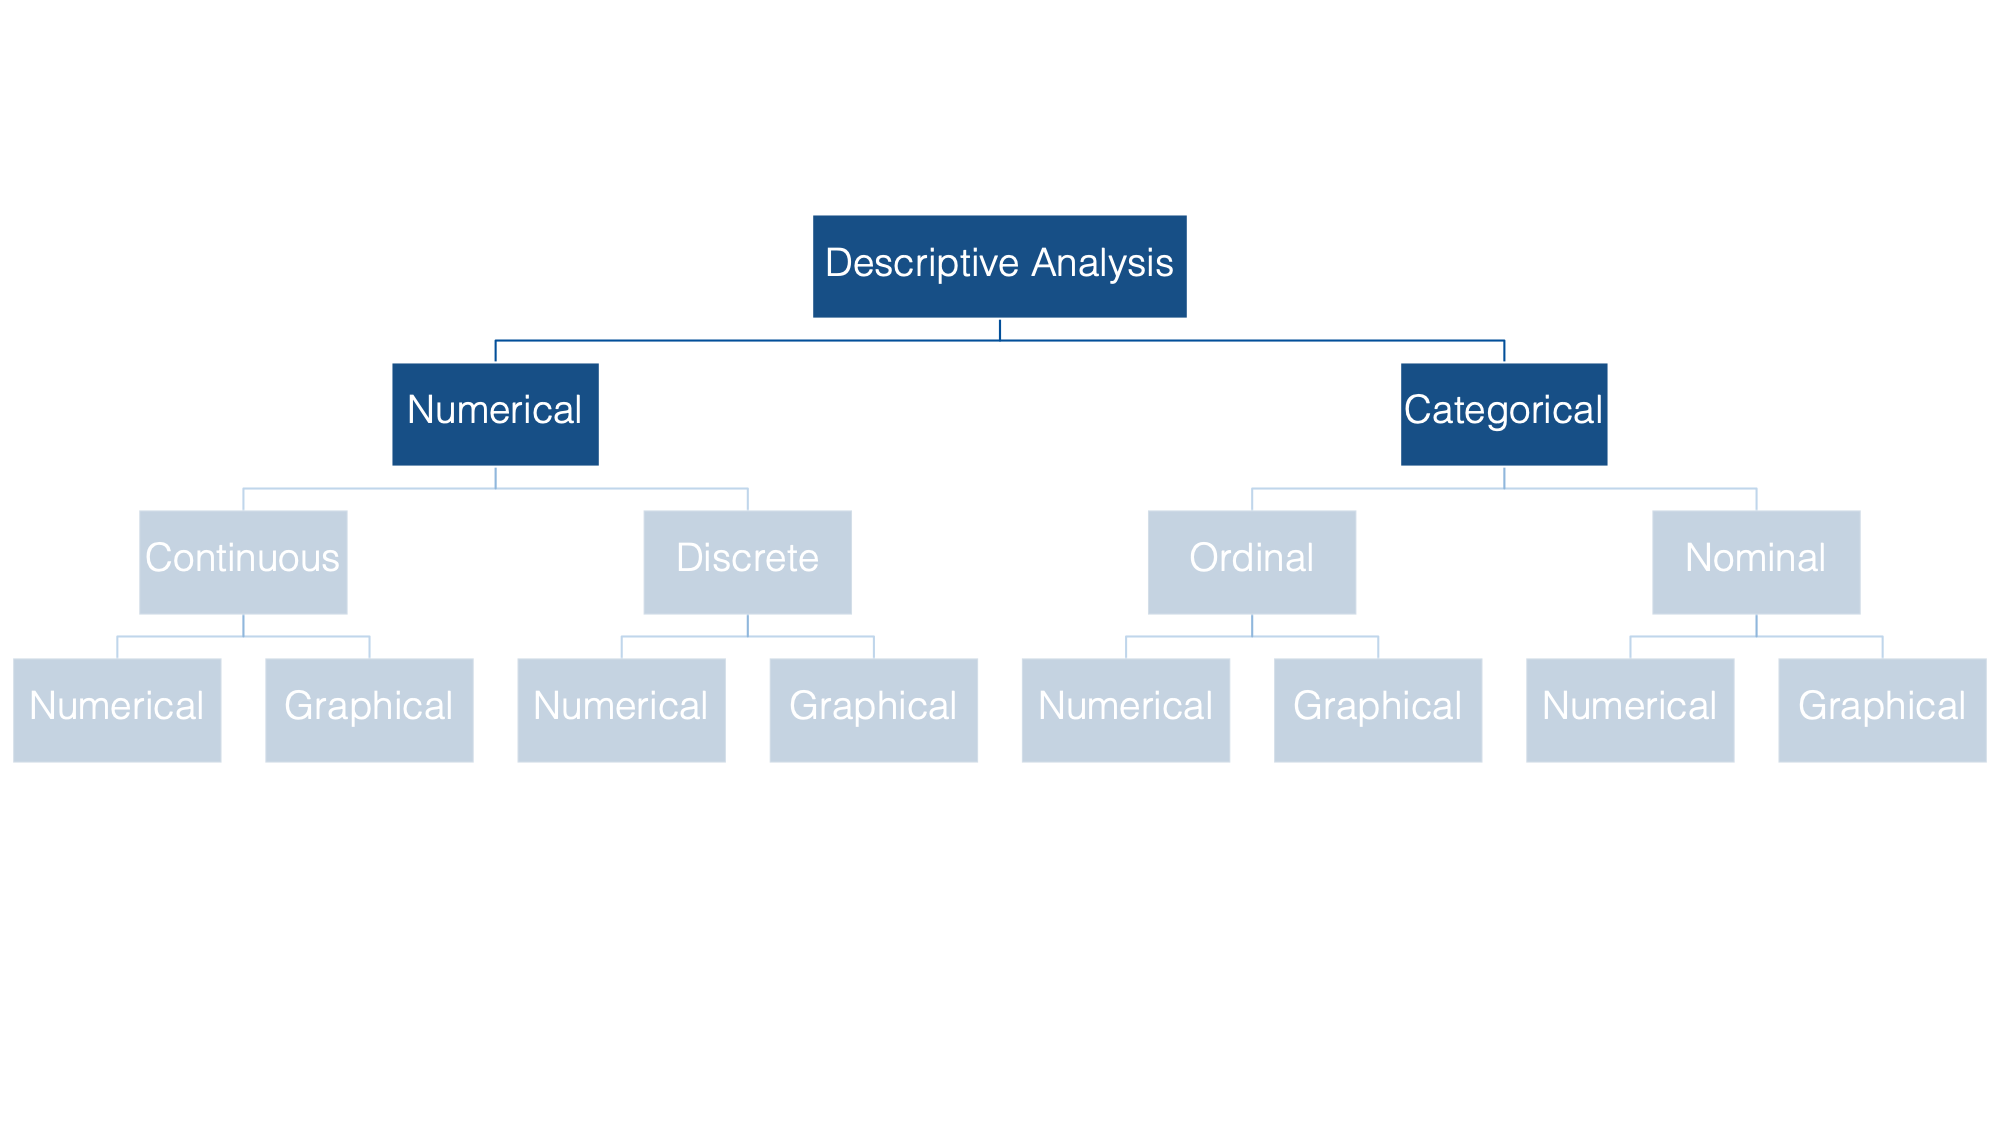 Descriptive Analysis
Numerical
Categorical
Continuous
Discrete
Ordinal
Nominal
Numerical
Graphical
Numerical
Graphical
Numerical
Graphical
Numerical
Graphical